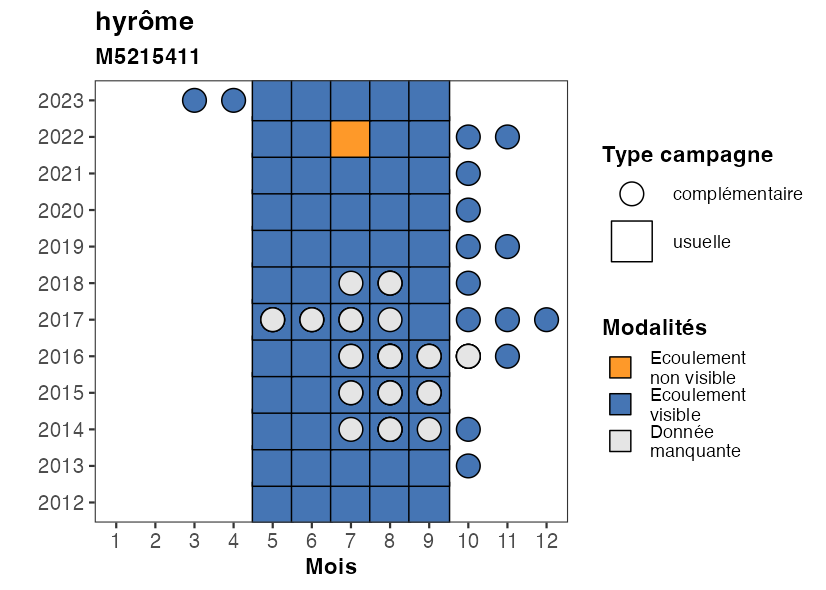 hyrôme
M5215411
2023
2022
2021
2020
2019
2018
2017
2016
2015
2014
2013
2012
1 2 3 4 5 6 7 8 9 10 11 12
Mois
Type campagne
complémentaire
usuelle
Modalités
Ecoulement
non visible
Ecoulement
visible
Donnée
manquante